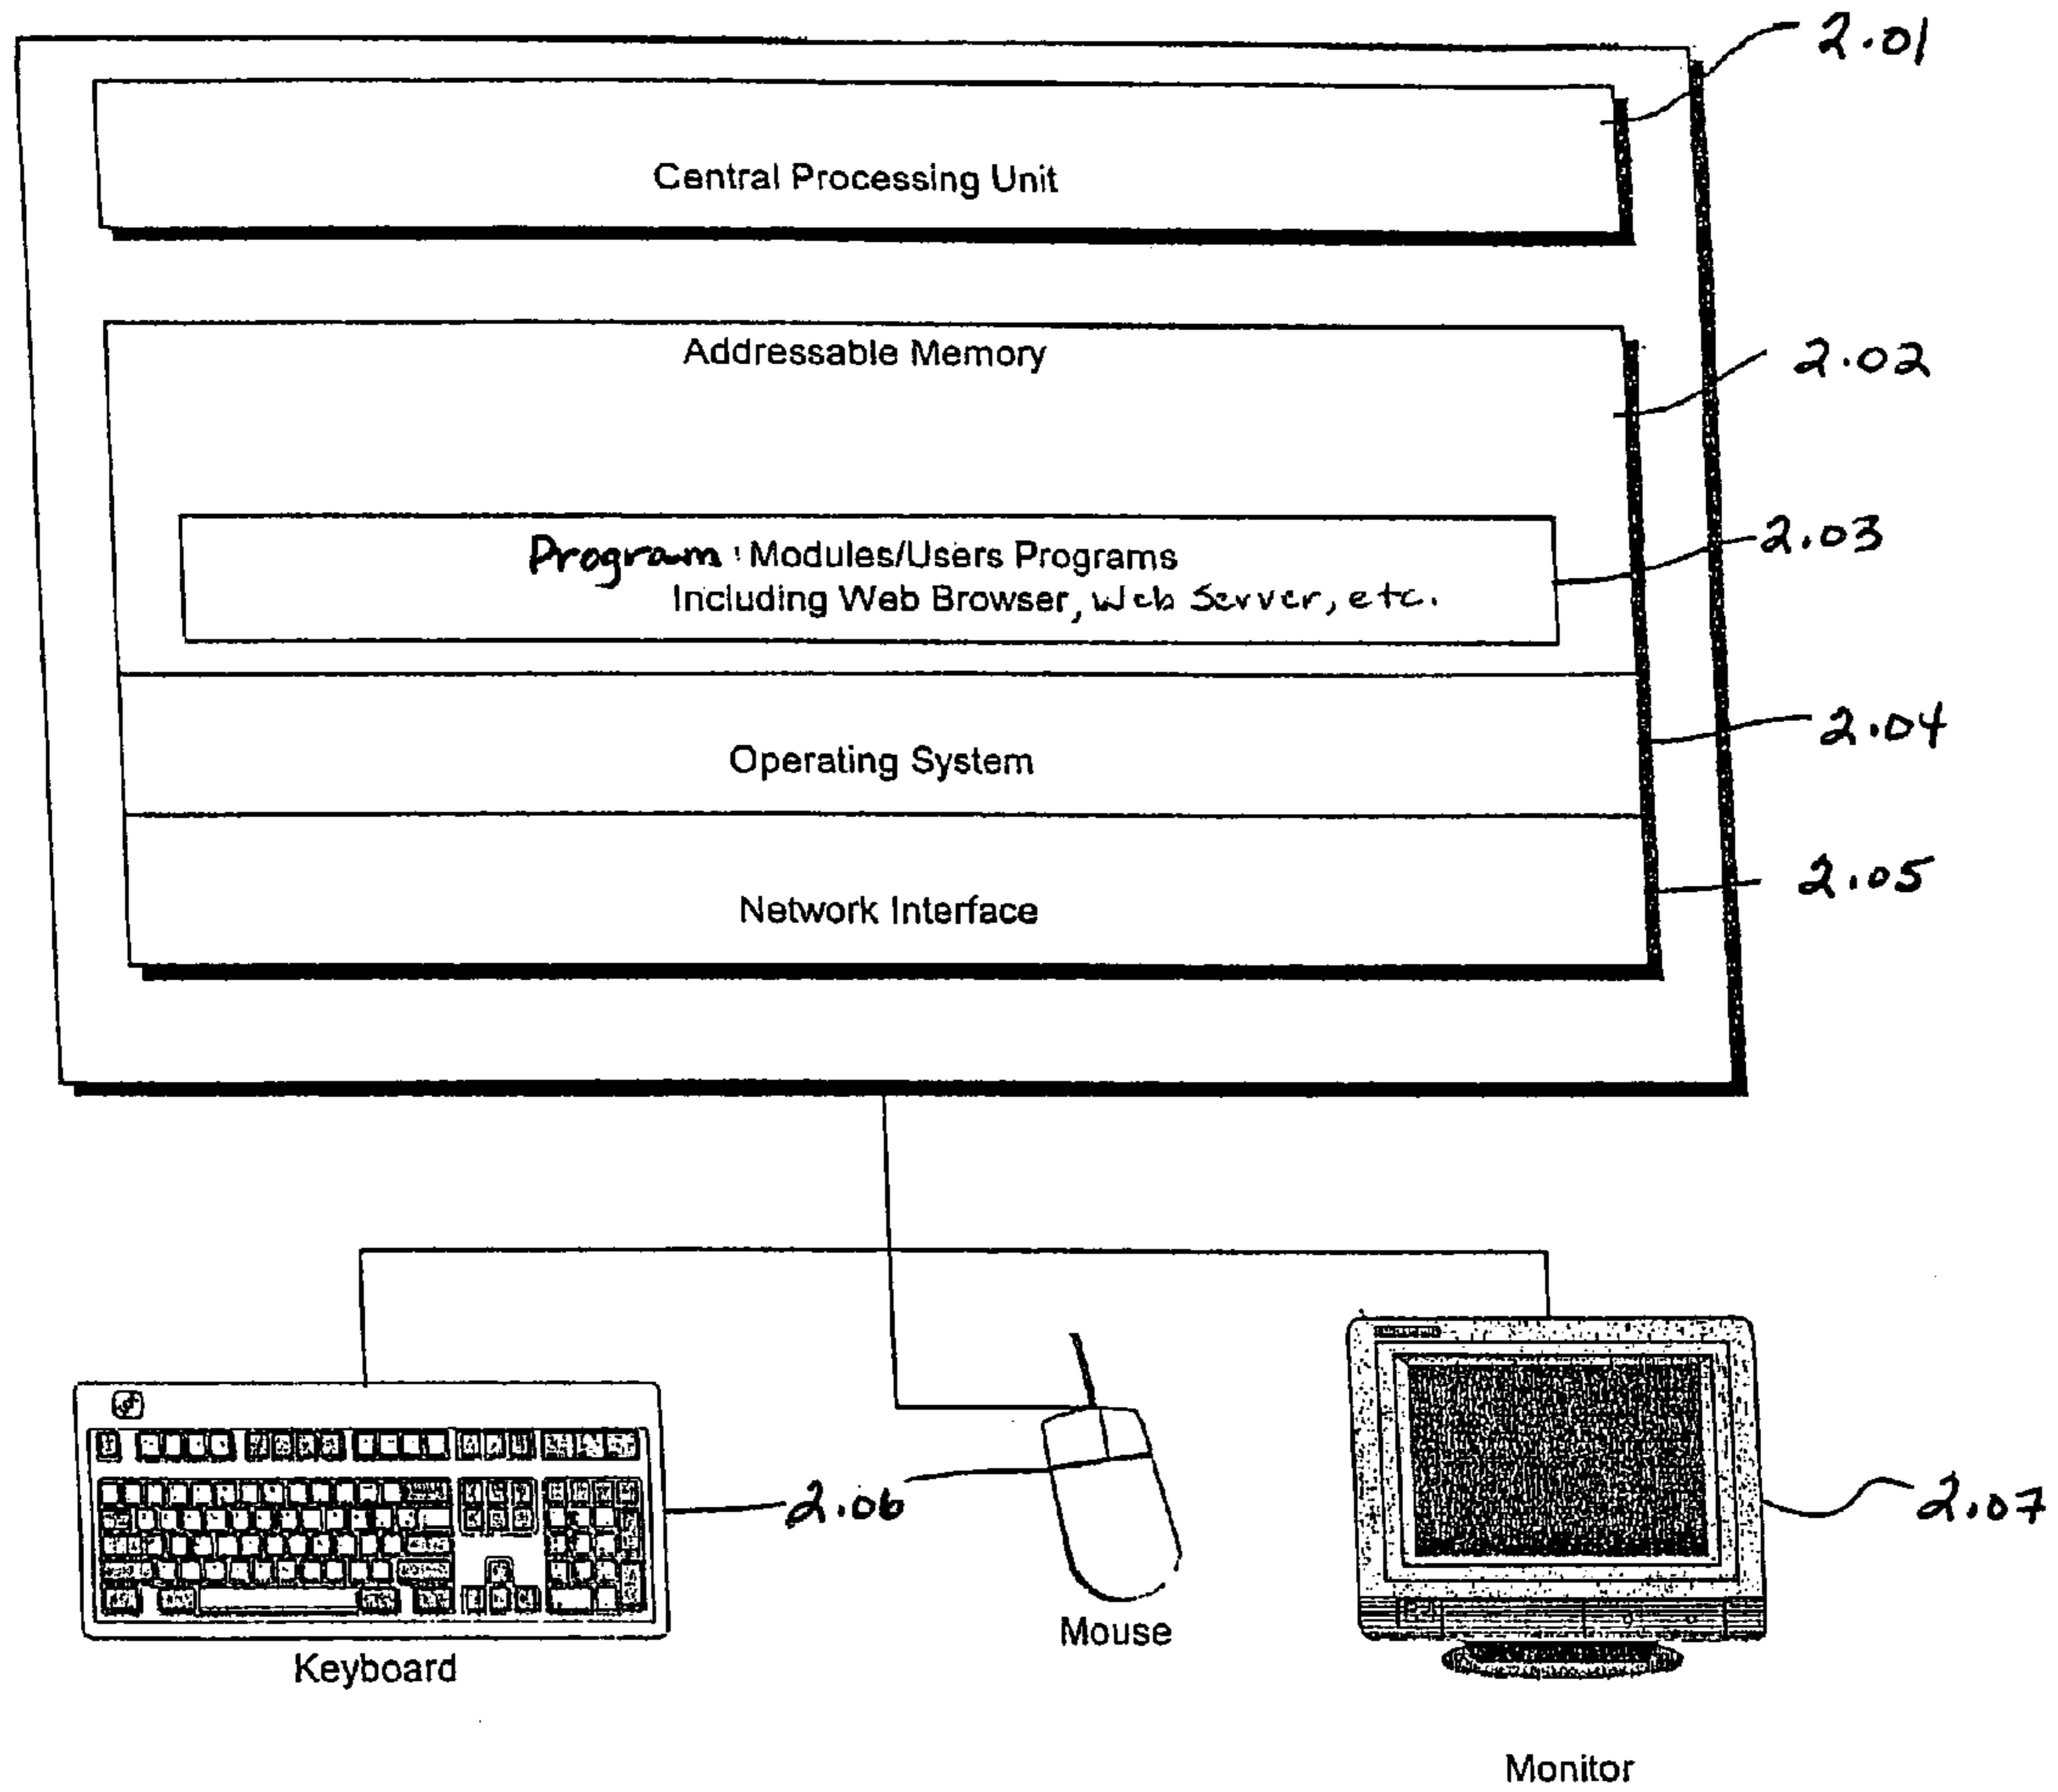 2.01
Central Processing Unit
Addressable Memory
2.02
Program: Modules/Users Programs
Including Web Browser, Web Server, etc.
2.03
2.04
Operating System
2.05
Network Interface
2.06
2.07
Keyboard
Mouse
Monitor